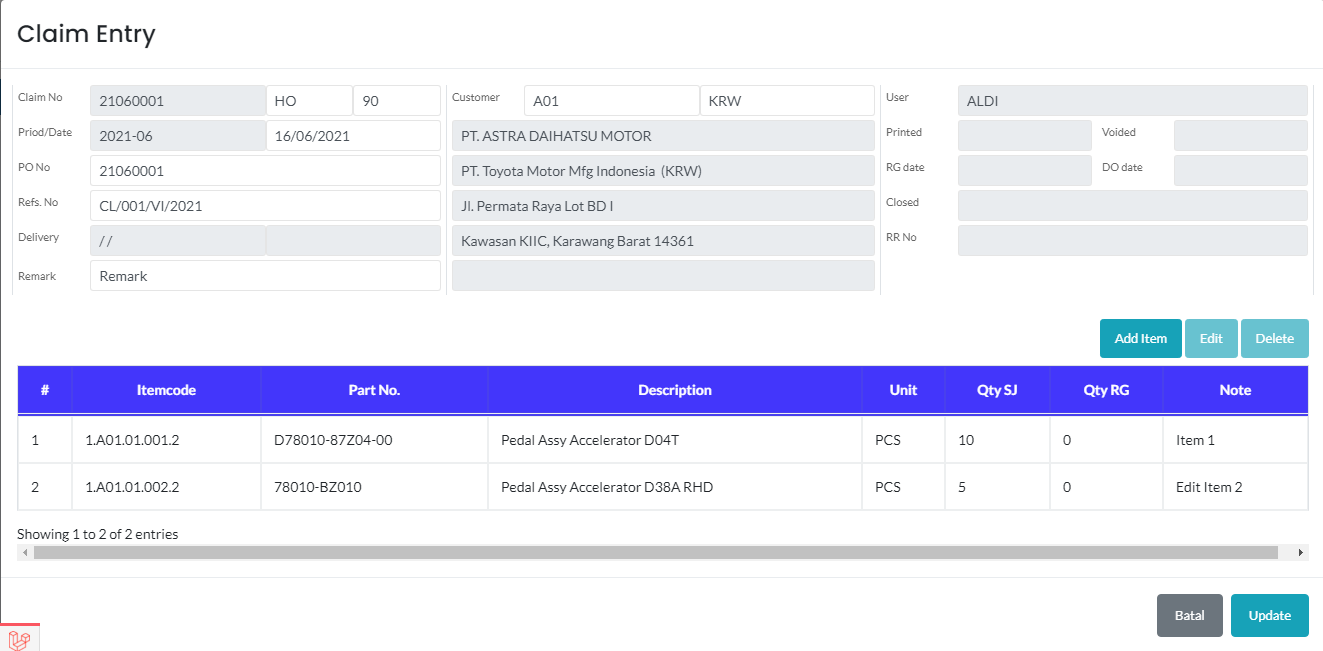 Claim Entry
Claim No 21060001 HO 90 Customer A01 KRW User ALDI
Priod/Date 2021-06 16/06/2021 PT. ASTRA DAIHATSU MOTOR Printed Voided
PO No 21060001 PT. Toyota Motor Mfg Indonesia (KRW) RG date DO date
Refs. No CL/001/VI/2021 Jl. Permata Raya Lot BD I Closed
Delivery / / Kawasan KIIC, Karawang Barat 14361 RR No
Remark Remark
Add Item Edit Delete
# Itemcode Part No. Description Unit Qty SJ Qty RG Note
1 1.A01.01.001.2 D78010-87Z04-00 Pedal Assy Accelerator D04T PCS 10 0 Item 1
2 1.A01.01.002.2 78010-BZ010 Pedal Assy Accelerator D38A RHD PCS 5 0 Edit Item 2
Showing 1 to 2 of 2 entries
Batal Update